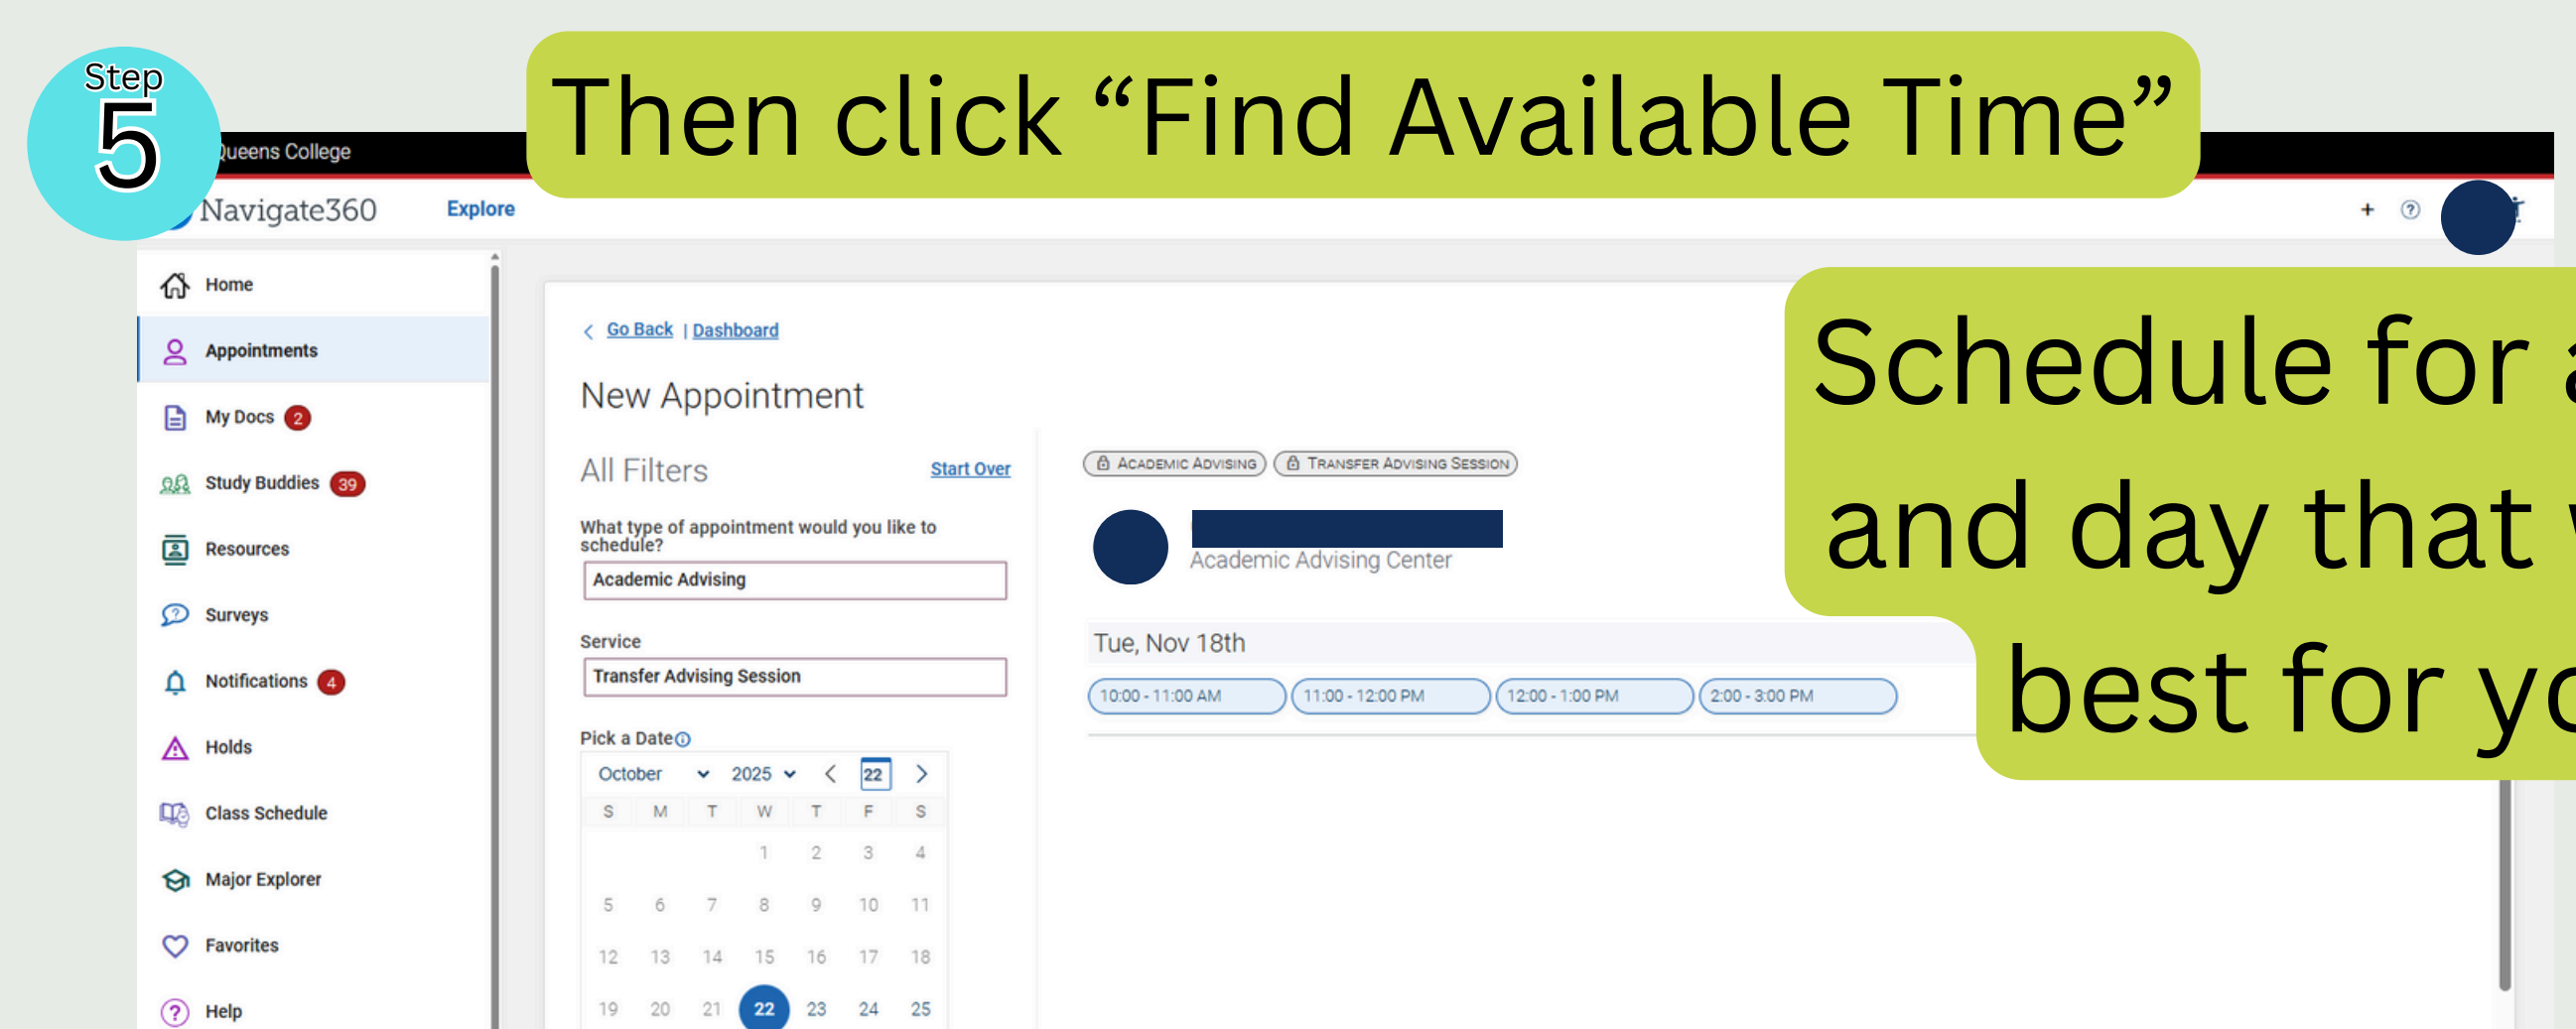 Step
5
Then click “Find Available Time”
Queens College
Navigate360
Explore
+
Home
Appointments
My Docs 2
Study Buddies 39
Resources
Surveys
Notifications 4
Holds
Class Schedule
Major Explorer
Favorites
Help
Go Back | Dashboard
New Appointment
All Filters
Start Over
What type of appointment would you like to
schedule?
Academic Advising
Service
Transfer Advising Session
Pick a Date
October 2025 < 22 >
S M T W T F S
1 2 3 4
5 6 7 8 9 10 11
12 13 14 15 16 17 18
19 20 21 22 23 24 25
ACADEMIC ADVISING TRANSFER ADVISING SESSION
Academic Advising Center
Tue, Nov 18th
10:00 - 11:00 AM 11:00 - 12:00 PM 12:00 - 1:00 PM 2:00 - 3:00 PM
Schedule for
and day that
best for